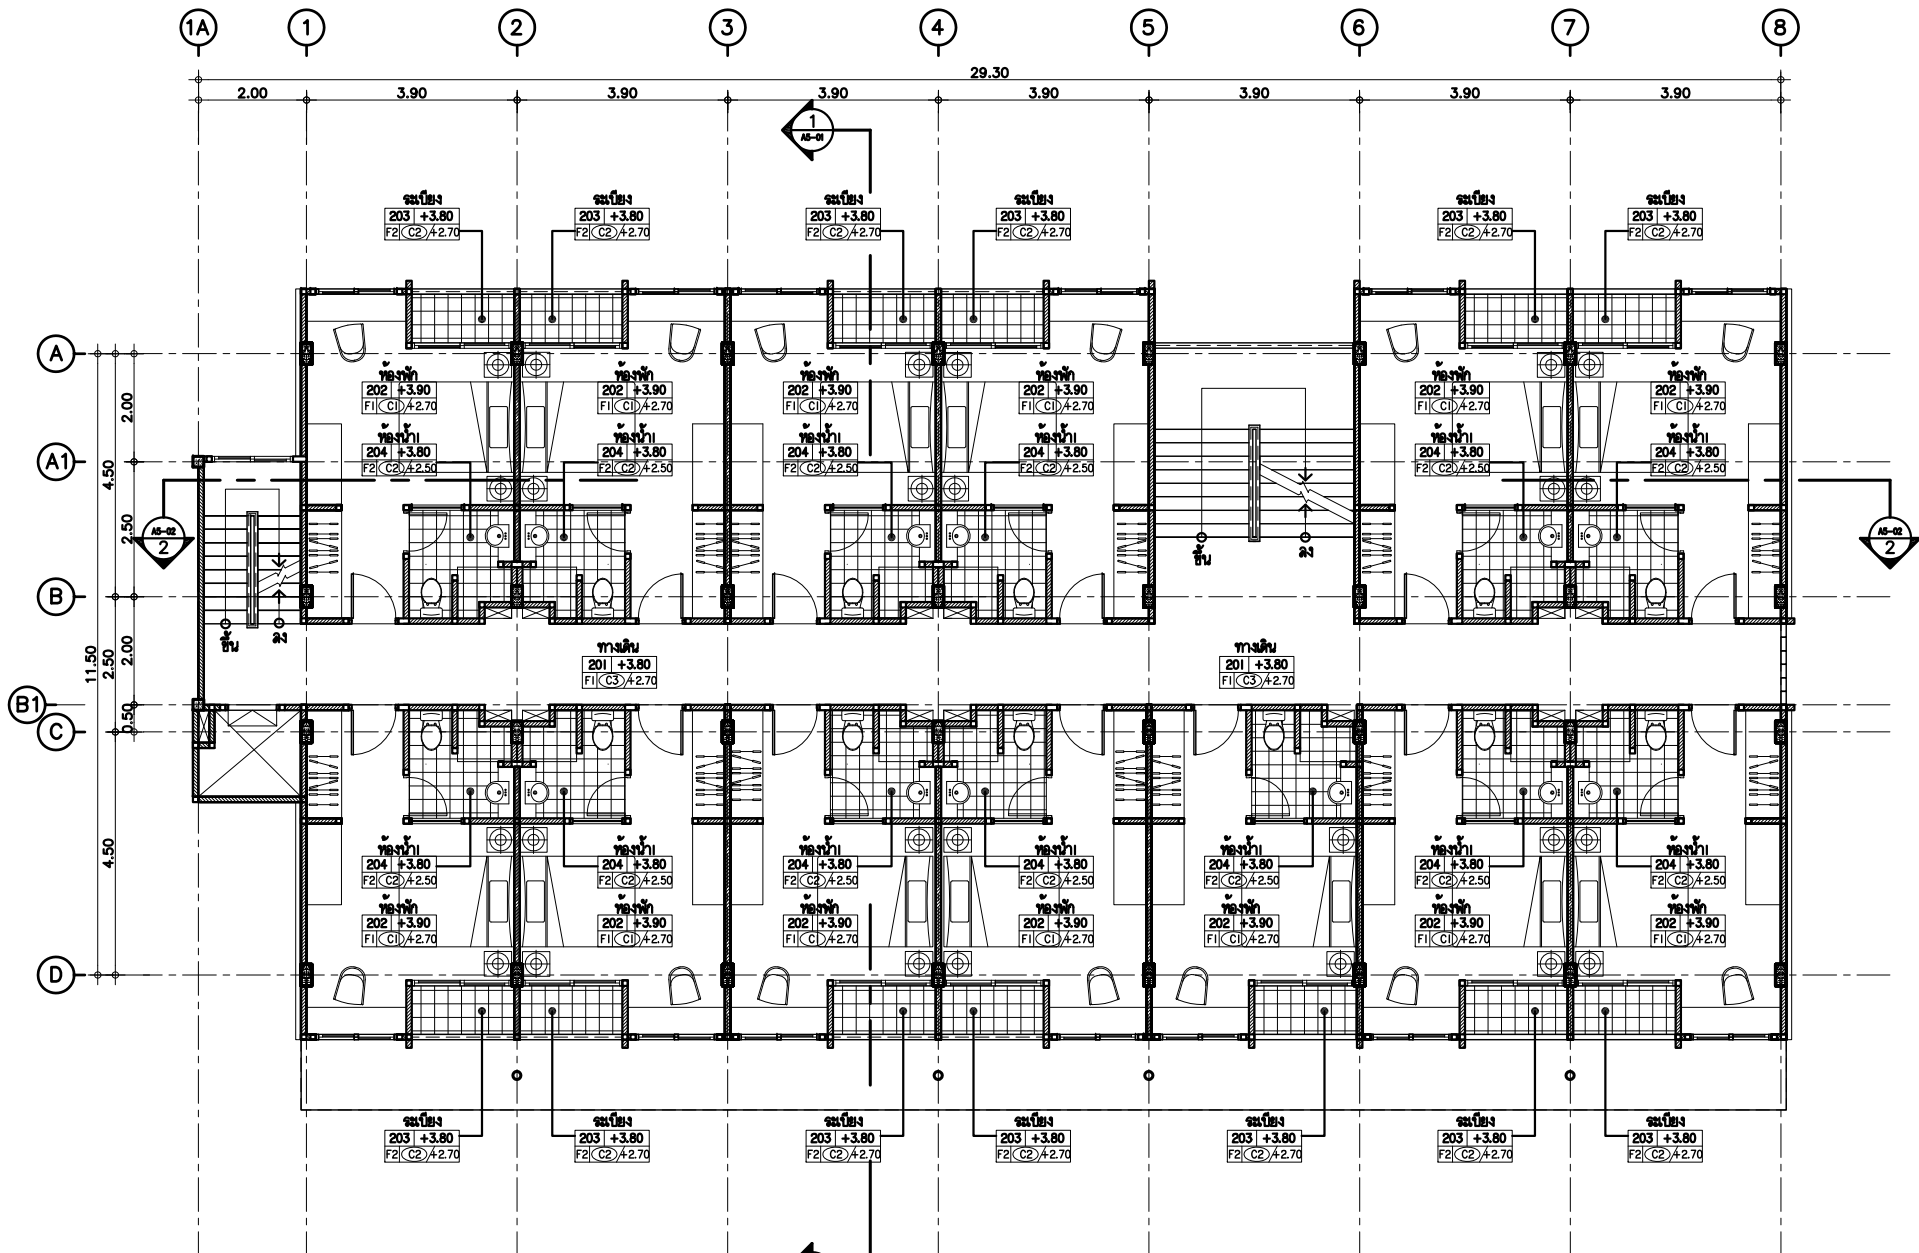 1A 1 2 3 4 5 6 7 8
29.30
2.00 3.90 3.90 3.90 3.90 3.90 3.90 3.90
1
A5-01
ระเบียง ระเบียง ระเบียง ระเบียง ระเบียง ระเบียง
203 +3.80 203 +3.80 203 +3.80 203 +3.80 203 +3.80 203 +3.80
F2 C2 +2.70 F2 C2 +2.70 F2 C2 +2.70 F2 C2 +2.70 F2 C2 +2.70 F2 C2 +2.70
A
ห้องพัก ห้องพัก ห้องพัก ห้องพัก ห้องพัก ห้องพัก
202 +3.90 202 +3.90 202 +3.90 202 +3.90 202 +3.90 202 +3.90
F1 C1 +2.70 F1 C1 +2.70 F1 C1 +2.70 F1 C1 +2.70 F1 C1 +2.70 F1 C1 +2.70
2.00
ห้องน้ำ1 ห้องน้ำ1 ห้องน้ำ1 ห้องน้ำ1 ห้องน้ำ1 ห้องน้ำ1
204 +3.80 204 +3.80 204 +3.80 204 +3.80 204 +3.80 204 +3.80
A1
F2 C2 +2.50 F2 C2 +2.50 F2 C2 +2.50 F2 C2 +2.50 F2 C2 +2.50 F2 C2 +2.50
4.50
2.50
A5-02 A5-02
2 2
ขึ้น ลง
B
ขึ้น ลง
2.00
2.50
11.50
ทางเดิน ทางเดิน
201 +3.80 201 +3.80
F1 C3 +2.70 F1 C3 +2.70
B1
0.50
C
4.50
ห้องน้ำ1 ห้องน้ำ1 ห้องน้ำ1 ห้องน้ำ1 ห้องน้ำ1 ห้องน้ำ1 ห้องน้ำ1
204 +3.80 204 +3.80 204 +3.80 204 +3.80 204 +3.80 204 +3.80 204 +3.80
F2 C2 +2.50 F2 C2 +2.50 F2 C2 +2.50 F2 C2 +2.50 F2 C2 +2.50 F2 C2 +2.50 F2 C2 +2.50
ห้องพัก ห้องพัก ห้องพัก ห้องพัก ห้องพัก ห้องพัก ห้องพัก
202 +3.90 202 +3.90 202 +3.90 202 +3.90 202 +3.90 202 +3.90 202 +3.90
F1 C1 +2.70 F1 C1 +2.70 F1 C1 +2.70 F1 C1 +2.70 F1 C1 +2.70 F1 C1 +2.70 F1 C1 +2.70
D
ระเบียง ระเบียง ระเบียง ระเบียง ระเบียง ระเบียง ระเบียง
203 +3.80 203 +3.80 203 +3.80 203 +3.80 203 +3.80 203 +3.80 203 +3.80
F2 C2 +2.70 F2 C2 +2.70 F2 C2 +2.70 F2 C2 +2.70 F2 C2 +2.70 F2 C2 +2.70 F2 C2 +2.70